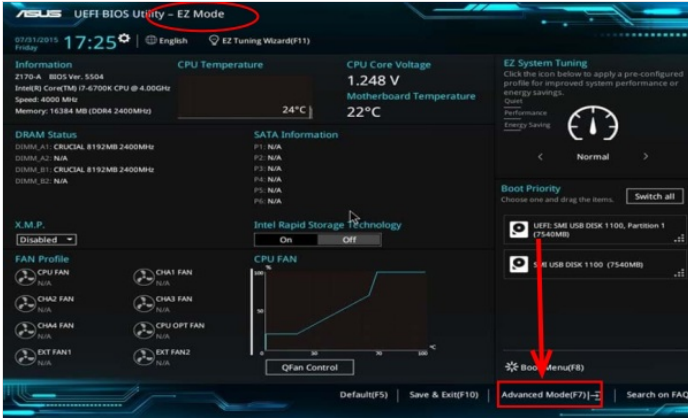 ASUS UEFI BIOS Utility – EZ Mode
07/31/2015
Friday
17:25
English
EZ Tuning Wizard(F11)
Information
Z170-A BIOS Ver. 5504
Intel(R) Core(TM) i7-6700K CPU @ 4.00GHz
Speed: 4000 MHz
Memory: 16384 MB (DDR4 2400MHz)
CPU Temperature
24°C
CPU Core Voltage
1.248 V
Motherboard Temperature
22°C
EZ System Tuning
Click the icon below to apply a pre-configured
profile for improved system performance or
energy savings.
Quiet
Performance
Energy Saving
Normal
DRAM Status
DIMM_A1: CRUCIAL 8192MB 2400MHz
DIMM_A2: N/A
DIMM_B1: CRUCIAL 8192MB 2400MHz
DIMM_B2: N/A
SATA Information
P1: N/A
P2: N/A
P3: N/A
P4: N/A
P5: N/A
P6: N/A
Boot Priority
Choose one and drag the items.
Switch all
UEFI: SMI USB DISK 1100, Partition 1
(7540MB)
SMI USB DISK 1100 (7540MB)
X.M.P.
Disabled
Intel Rapid Storage Technology
On
Off
FAN Profile
CPU FAN
N/A
CHA1 FAN
N/A
CHA2 FAN
N/A
CHA3 FAN
N/A
CHA4 FAN
N/A
CPU OPT FAN
N/A
EXT FAN1
N/A
EXT FAN2
N/A
CPU FAN
%
100
50
0
30
70
100
°C
QFan Control
Boot Menu(F8)
Default(F5)
Save & Exit(F10)
Advanced Mode(F7)
Search on FAQ